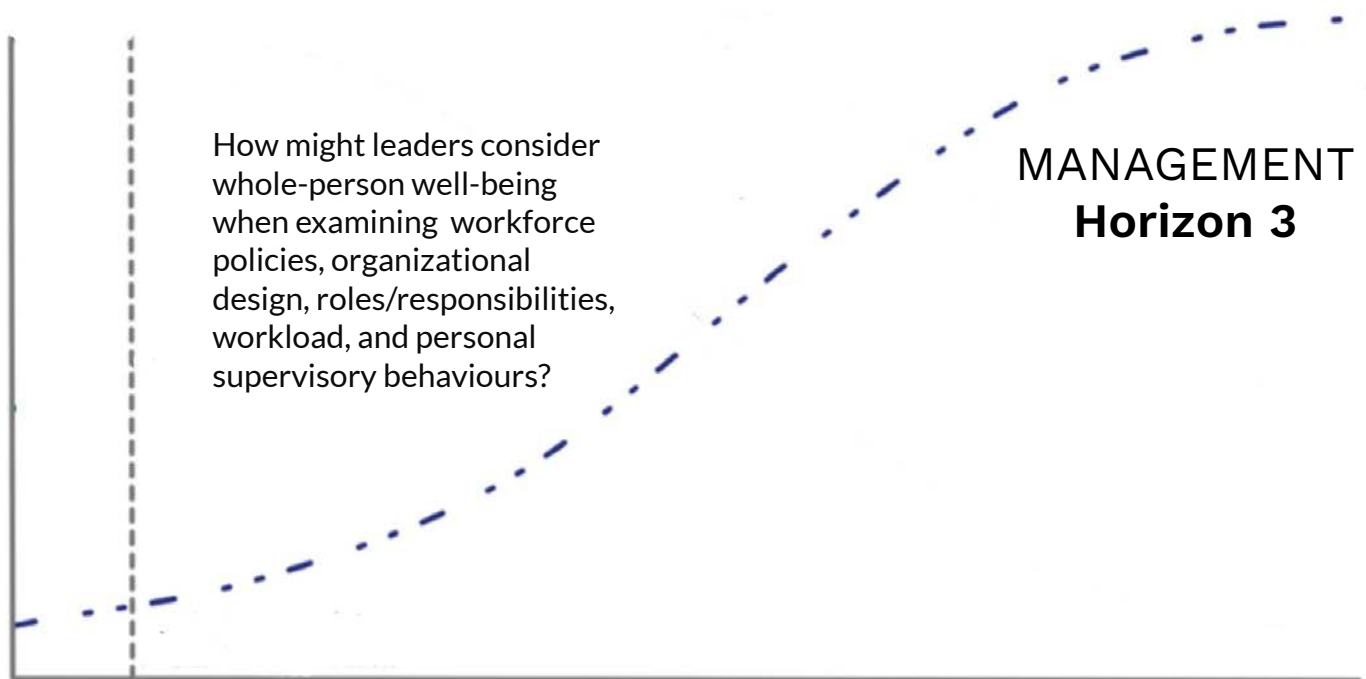 How might leaders consider
whole-person well-being
when examining  workforce
policies, organizational
design, roles/responsibilities,
workload, and personal
supervisory behaviours?
MANAGEMENT
Horizon 3